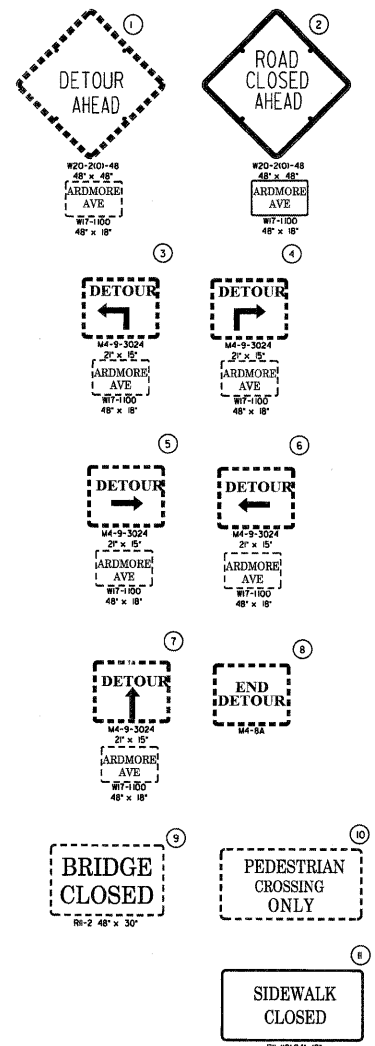 1
DETOUR
AHEAD
W20-2(O)-48
48" x 48"
ARDMORE
AVE
W17-1100
48" x 18"
2
ROAD
CLOSED
AHEAD
W20-2(O)-48
48" x 48"
ARDMORE
AVE
W17-1100
48" x 18"
3
DETOUR
M4-9-3024
21" x 15"
ARDMORE
AVE
W17-1100
48" x 18"
4
DETOUR
M4-9-3024
21" x 15"
ARDMORE
AVE
W17-1100
48" x 18"
5
DETOUR
M4-9-3024
21" x 15"
ARDMORE
AVE
W17-1100
48" x 18"
6
DETOUR
M4-9-3024
21" x 15"
ARDMORE
AVE
W17-1100
48" x 18"
7
DETOUR
M4-9-3024
21" x 15"
ARDMORE
AVE
W17-1100
48" x 18"
8
END
DETOUR
M4-8A
9
BRIDGE
CLOSED
R11-2 48" x 30"
10
PEDESTRIAN
CROSSING
ONLY
11
SIDEWALK
CLOSED